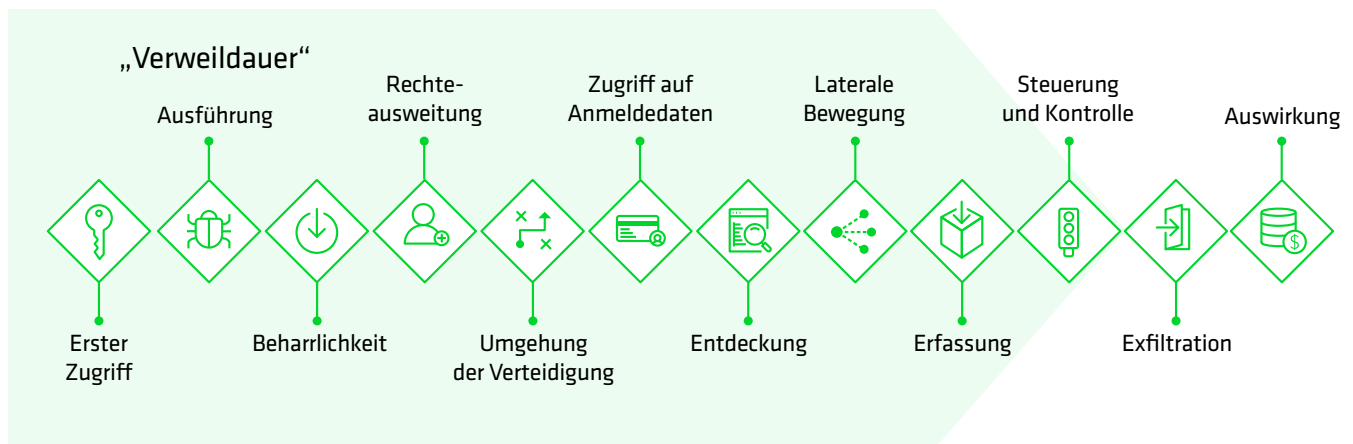 „Verweildauer“
Erster
Zugriff
Ausführung
Beharrlichkeit
Rechte-
ausweitung
Umgehung
der Verteidigung
Zugriff auf
Anmeldedaten
Entdeckung
Laterale
Bewegung
Erfassung
Steuerung
und Kontrolle
Exfiltration
Auswirkung
$